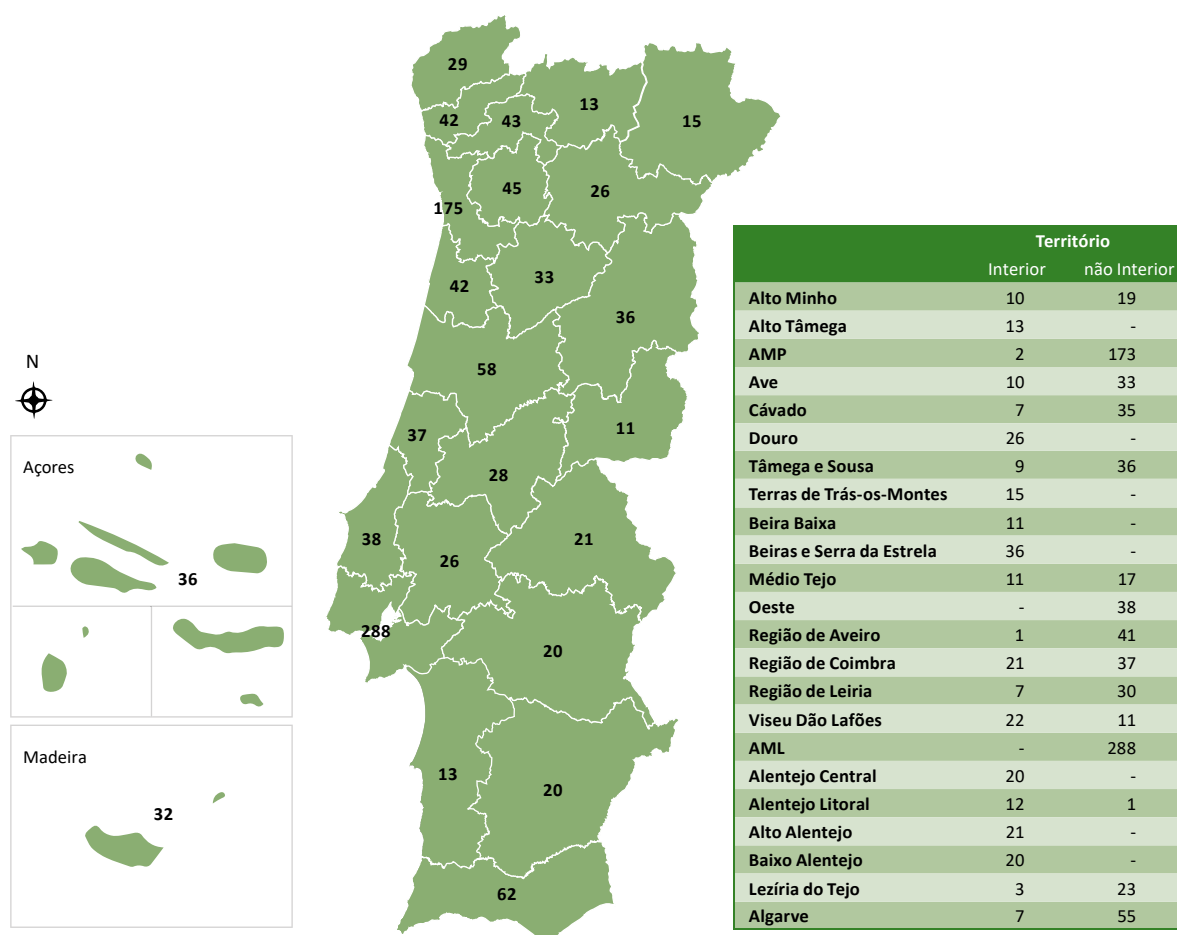 29
13
42
43
15
45
26
175
33
42
36
58
11
37
28
38
26
21
288
20
13
20
62
N
Açores
36
Madeira
32
Território
Interior não Interior
Alto Minho 10 19
Alto Tâmega 13 -
AMP 2 173
Ave 10 33
Cávado 7 35
Douro 26 -
Tâmega e Sousa 9 36
Terras de Trás-os-Montes 15 -
Beira Baixa 11 -
Beiras e Serra da Estrela 36 -
Médio Tejo 11 17
Oeste - 38
Região de Aveiro 1 41
Região de Coimbra 21 37
Região de Leiria 7 30
Viseu Dão Lafões 22 11
AML - 288
Alentejo Central 20 -
Alentejo Litoral 12 1
Alto Alentejo 21 -
Baixo Alentejo 20 -
Lezíria do Tejo 3 23
Algarve 7 55